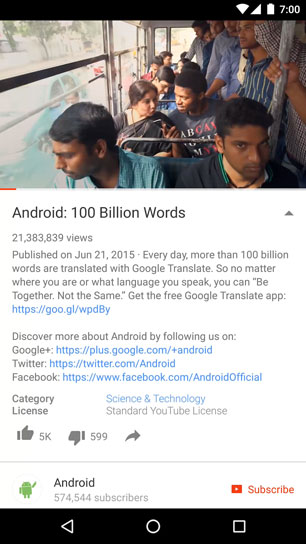 7:00
Android: 100 Billion Words
21,383,839 views
Published on Jun 21, 2015 · Every day, more than 100 billion
words are translated with Google Translate. So no matter
where you are or what language you speak, you can “Be
Together. Not the Same.” Get the free Google Translate app:
https://goo.gl/wpdBy
Discover more about Android by following us on:
Google+: https://plus.google.com/+android
Twitter: https://twitter.com/Android
Facebook: https://www.facebook.com/AndroidOfficial
Category Science & Technology
License Standard YouTube License
5K 599
Android
574,544 subscribers
Subscribe